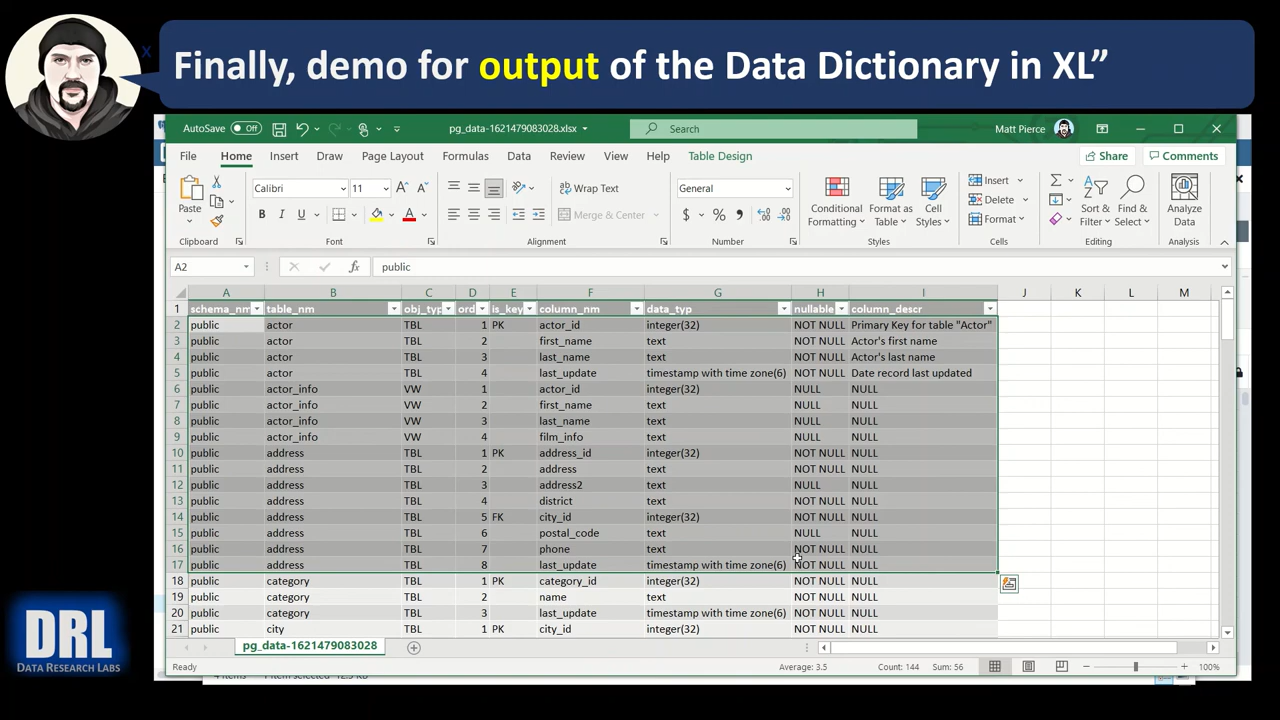 Finally, demo for output of the Data Dictionary in XL”
AutoSave Off pg_data-1621479083028.xlsx Search Matt Pierce
File Home Insert Draw Page Layout Formulas Data Review View Help Table Design Share Comments
Paste Calibri 11 Wrap Text General Conditional Formatting Format as Table Cell Styles Insert Sort & Filter Find & Select Analyze Data
B I U Merge & Center $ % Delete Format
Clipboard Font Alignment Number Styles Cells Editing Analysis
A2 fx public
A B C D E F G H I J K L M
1 schema_nm table_nm obj_typ ord is_key column_nm data_typ nullable column_descr
2 public actor TBL 1 PK actor_id integer(32) NOT NULL Primary Key for table "Actor"
3 public actor TBL 2 first_name text NOT NULL Actor's first name
4 public actor TBL 3 last_name text NOT NULL Actor's last name
5 public actor TBL 4 last_update timestamp with time zone(6) NOT NULL Date record last updated
6 public actor_info VW 1 actor_id integer(32) NULL NULL
7 public actor_info VW 2 first_name text NULL NULL
8 public actor_info VW 3 last_name text NULL NULL
9 public actor_info VW 4 film_info text NULL NULL
10 public address TBL 1 PK address_id integer(32) NOT NULL NULL
11 public address TBL 2 address text NOT NULL NULL
12 public address TBL 3 address2 text NULL NULL
13 public address TBL 4 district text NOT NULL NULL
14 public address TBL 5 FK city_id integer(32) NOT NULL NULL
15 public address TBL 6 postal_code text NULL NULL
16 public address TBL 7 phone text NOT NULL NULL
17 public address TBL 8 last_update timestamp with time zone(6) NOT NULL NULL
18 public category TBL 1 PK category_id integer(32) NOT NULL NULL
19 public category TBL 2 name text NOT NULL NULL
20 public category TBL 3 last_update timestamp with time zone(6) NOT NULL NULL
21 public city TBL 1 PK city_id integer(32) NOT NULL NULL
pg_data-1621479083028
Ready Average: 3.5 Count: 144 Sum: 56 100%
DRL
DATA RESEARCH LABS